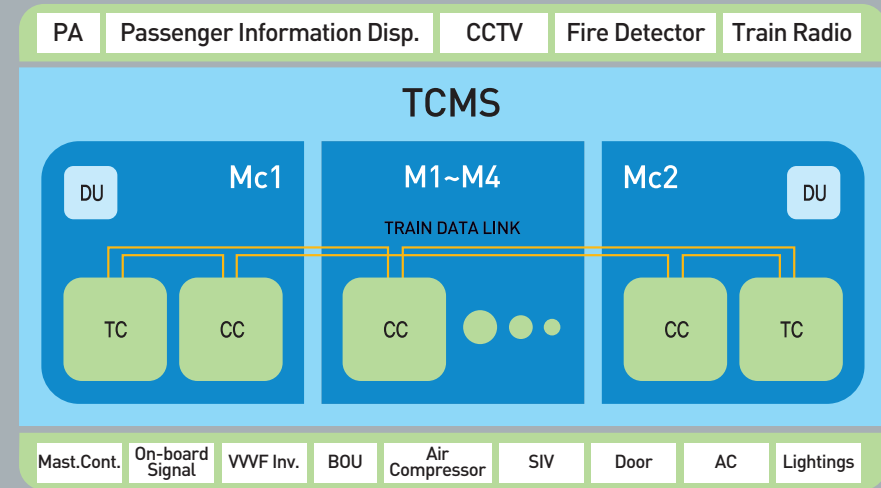 PA
Passenger Information Disp.
CCTV
Fire Detector
Train Radio
TCMS
DU
Mc1
M1~M4
Mc2
DU
TRAIN DATA LINK
TC
CC
CC
CC
TC
Mast.Cont.
On-board
Signal
VVVF Inv.
BOU
Air
Compressor
SIV
Door
AC
Lightings